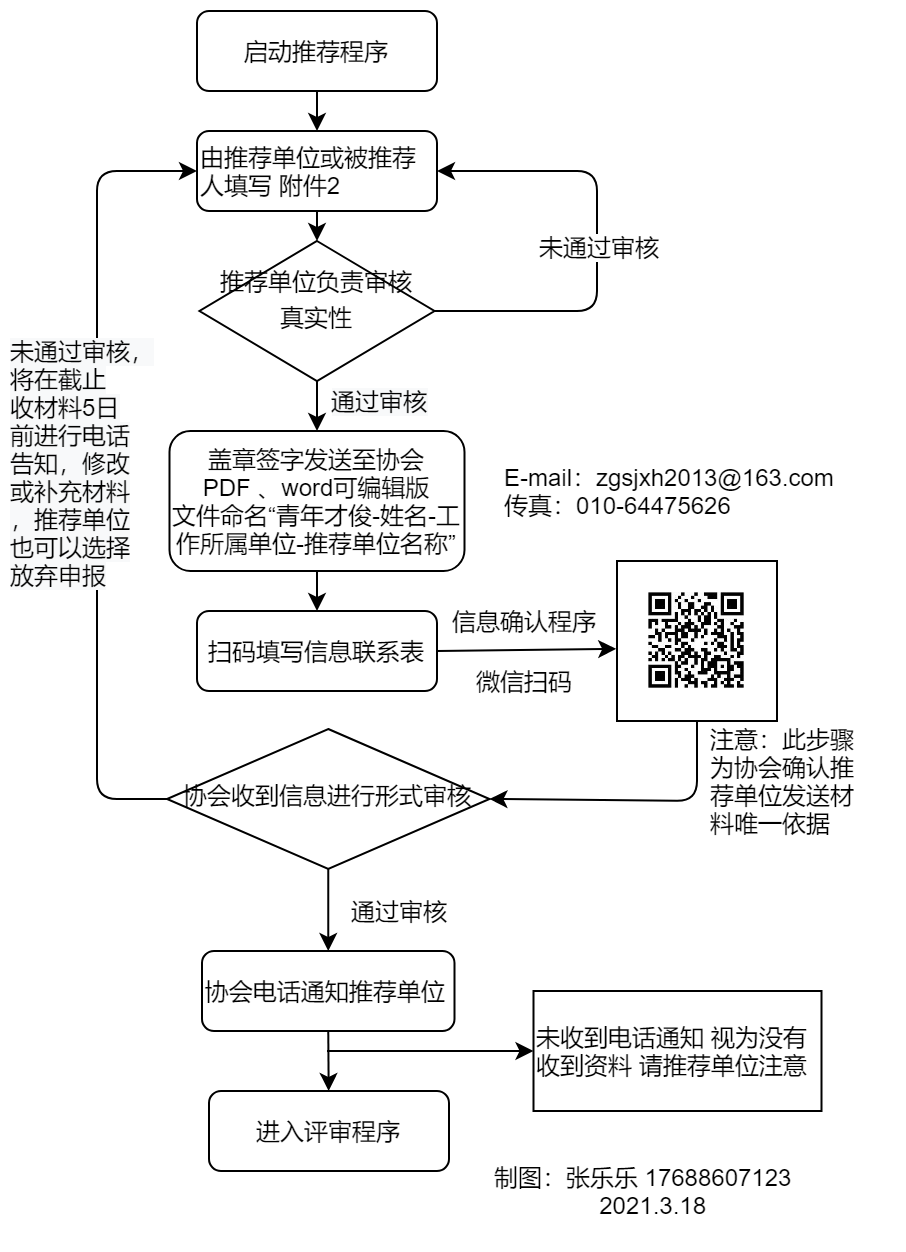 启动推荐程序
由推荐单位或被推荐
人填写 附件2
未通过审核
推荐单位负责审核
真实性
未通过审核，
将在截止
收材料5日
前进行电话
告知，修改
或补充材料
，推荐单位
也可以选择
放弃申报
通过审核
盖章签字发送至协会
PDF 、word可编辑版
文件命名“青年才俊-姓名-工
作所属单位-推荐单位名称”
E-mail：zgsjxh2013@163.com
传真：010-64475626
扫码填写信息联系表
信息确认程序
微信扫码
注意：此步骤
为协会确认推
荐单位发送材
料唯一依据
协会收到信息进行形式审核
通过审核
协会电话通知推荐单位
未收到电话通知 视为没有
收到资料 请推荐单位注意
进入评审程序
制图：张乐乐 17688607123
2021.3.18